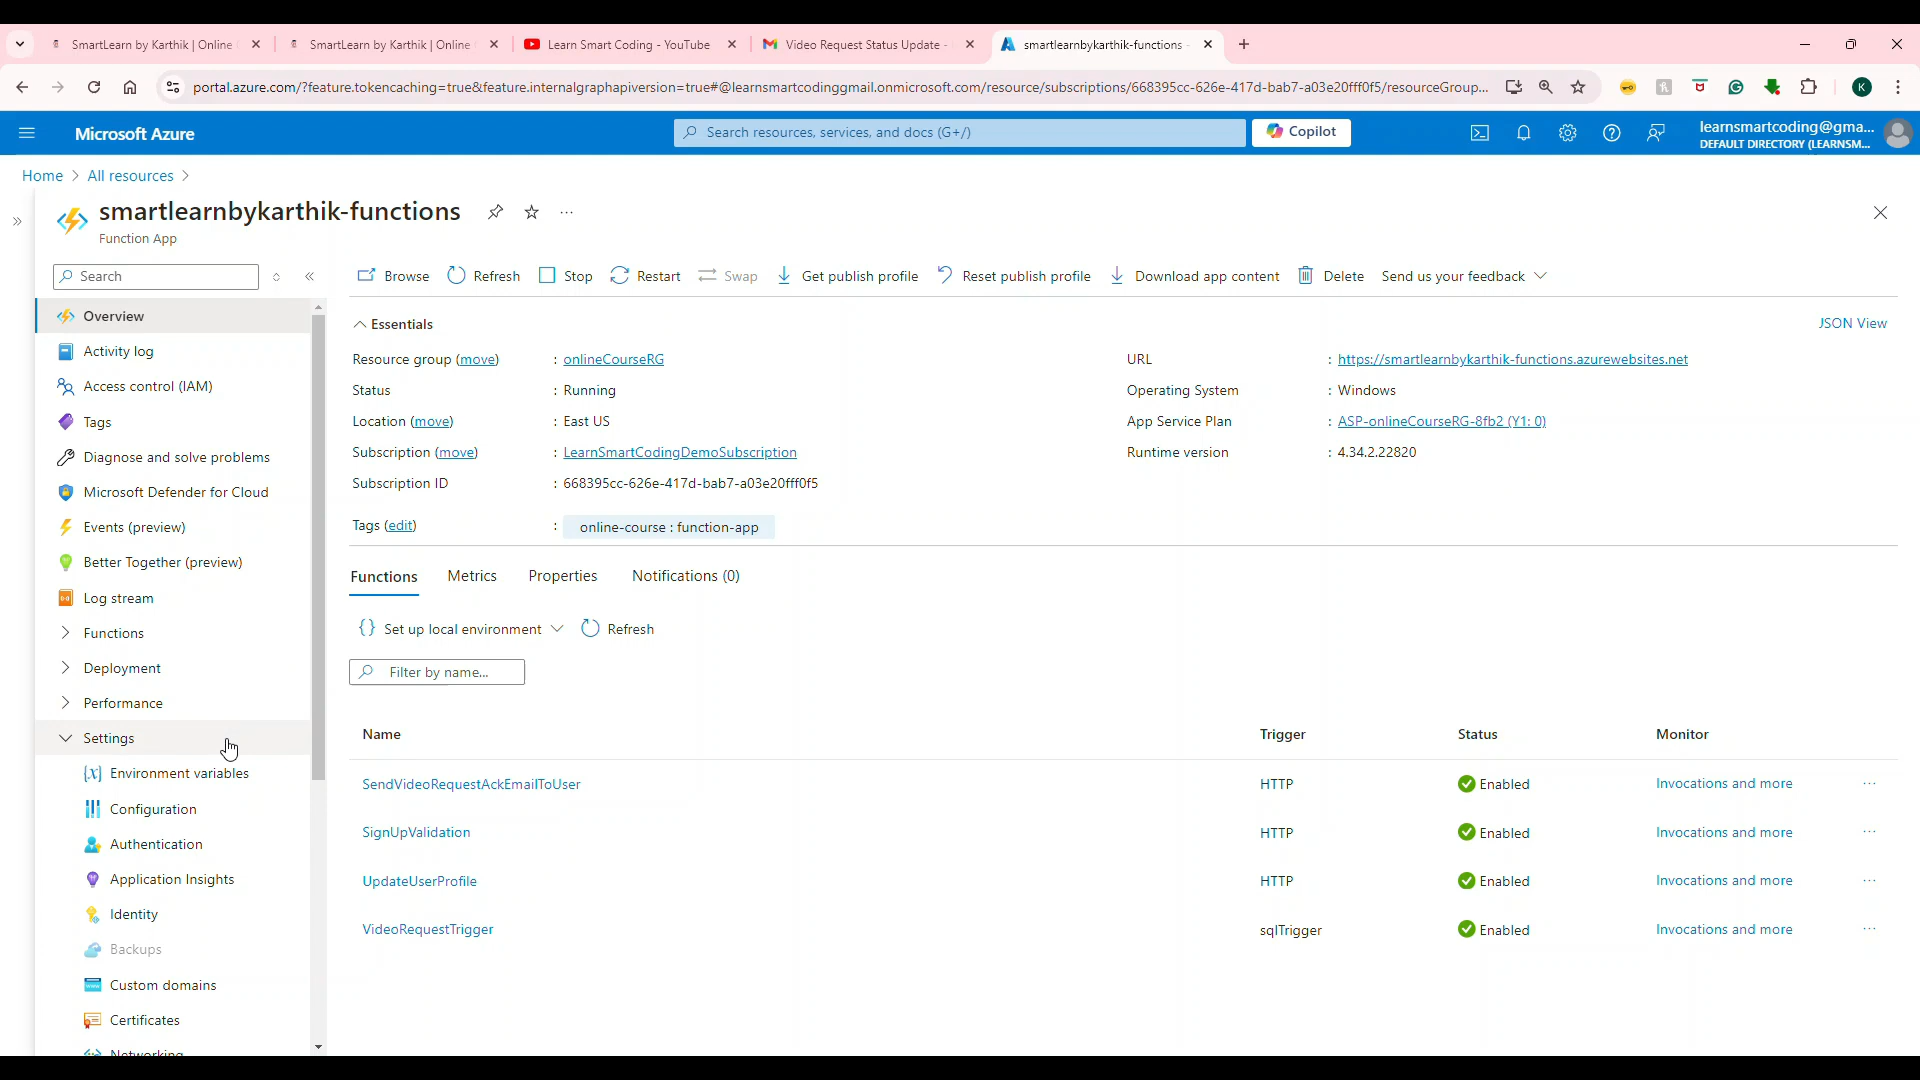 SmartLearn by Karthik | Online
SmartLearn by Karthik | Online
Learn Smart Coding - YouTube
Video Request Status Update -
smartlearnbykarthik-functions
portal.azure.com/?feature.tokencaching=true&feature.internalgraphapiversion=true#@learnsmartcodinggmail.onmicrosoft.com/resource/subscriptions/668395cc-626e-417d-bab7-a03e20fff0f5/resourceGroup...
K
Microsoft Azure
Search resources, services, and docs (G+/)
Copilot
learnsmartcoding@gma...
DEFAULT DIRECTORY (LEARNSM...
Home > All resources >
smartlearnbykarthik-functions
Function App
Search
Browse Refresh Stop Restart Swap Get publish profile Reset publish profile Download app content Delete Send us your feedback
Overview
Activity log
Access control (IAM)
Tags
Diagnose and solve problems
Microsoft Defender for Cloud
Events (preview)
Better Together (preview)
Log stream
Functions
Deployment
Performance
Settings
Environment variables
Configuration
Authentication
Application Insights
Identity
Backups
Custom domains
Certificates
Networking
Essentials
JSON View
Resource group (move) : onlineCourseRG
Status : Running
Location (move) : East US
Subscription (move) : LearnSmartCodingDemoSubscription
Subscription ID : 668395cc-626e-417d-bab7-a03e20fff0f5
Tags (edit) : online-course : function-app
URL : https://smartlearnbykarthik-functions.azurewebsites.net
Operating System : Windows
App Service Plan : ASP-onlineCourseRG-8fb2 (Y1: 0)
Runtime version : 4.34.2.22820
Functions Metrics Properties Notifications (0)
Set up local environment Refresh
Filter by name...
Name Trigger Status Monitor
SendVideoRequestAckEmailToUser HTTP Enabled Invocations and more
SignUpValidation HTTP Enabled Invocations and more
UpdateUserProfile HTTP Enabled Invocations and more
VideoRequestTrigger sqlTrigger Enabled Invocations and more